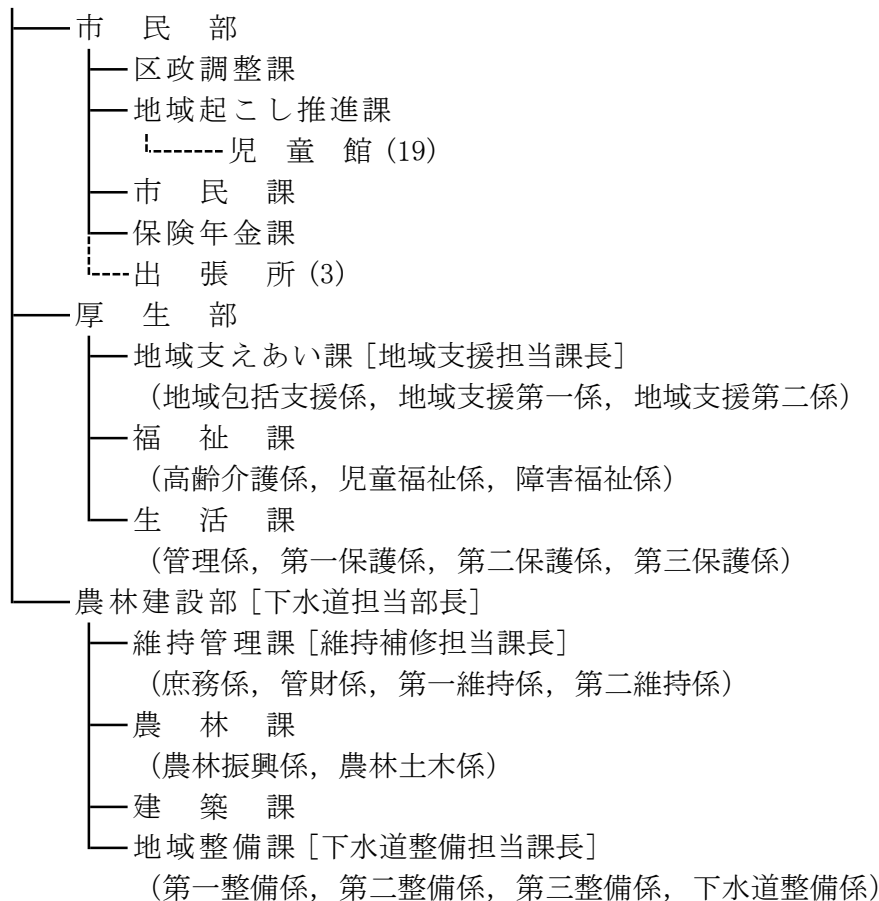 市民部
区政調整課
地域起こし推進課
児童館 (19)
市民課
保険年金課
出張所 (3)
厚生部
地域支えあい課 [地域支援担当課長]
(地域包括支援係, 地域支援第一係, 地域支援第二係)
福祉課
(高齢介護係, 児童福祉係, 障害福祉係)
生活課
(管理係, 第一保護係, 第二保護係, 第三保護係)
農林建設部 [下水道担当部長]
維持管理課 [維持補修担当課長]
(庶務係, 管財係, 第一維持係, 第二維持係)
農林課
(農林振興係, 農林土木係)
建築課
地域整備課 [下水道整備担当課長]
(第一整備係, 第二整備係, 第三整備係, 下水道整備係)